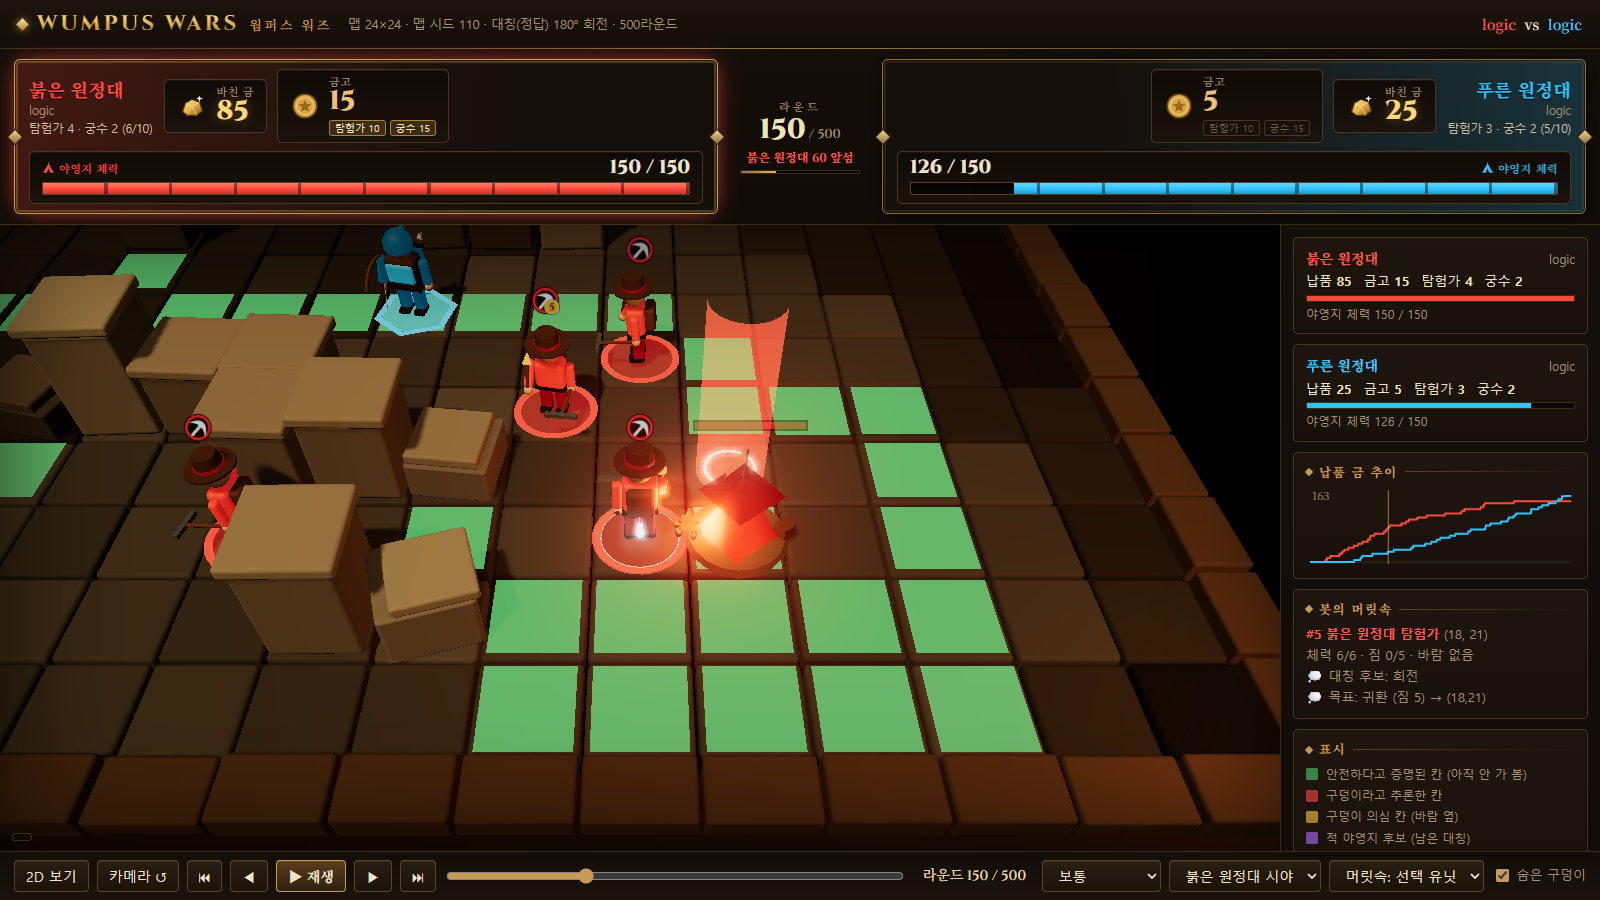 WUMPUS WARS 웜퍼스 워즈 맵 24×24 · 맵 시드 110 · 대칭(정답) 180° 회전 · 500라운드
logic vs logic
붉은 원정대
logic
탐험가 4 · 궁수 2 (6/10)
바친 금
85
금고
15
탐험가 10 궁수 15
야영지 체력 150 / 150
라운드
150 / 500
붉은 원정대 60 앞섬
금고
5
탐험가 10 궁수 15
바친 금
25
푸른 원정대
logic
탐험가 3 · 궁수 2 (5/10)
126 / 150 야영지 체력
5
붉은 원정대 logic
납품 85 금고 15 탐험가 4 궁수 2
야영지 체력 150 / 150
푸른 원정대 logic
납품 25 금고 5 탐험가 3 궁수 2
야영지 체력 126 / 150
납품 금 추이
163
봇의 머릿속
#5 붉은 원정대 탐험가 (18, 21)
체력 6/6 · 짐 0/5 · 바람 없음
대칭 후보: 회전
목표: 귀환 (짐 5) → (18,21)
표시
안전하다고 증명된 칸 (아직 안 가 봄)
구덩이라고 추론한 칸
구덩이 의심 칸 (바람 옆)
적 야영지 후보 (남은 대칭)
2D 보기 카메라 ↺ ⏮ ◀ ▶ 재생 ▶ ⏭ 라운드 150 / 500 보통 붉은 원정대 시야 머릿속: 선택 유닛 숨은 구덩이